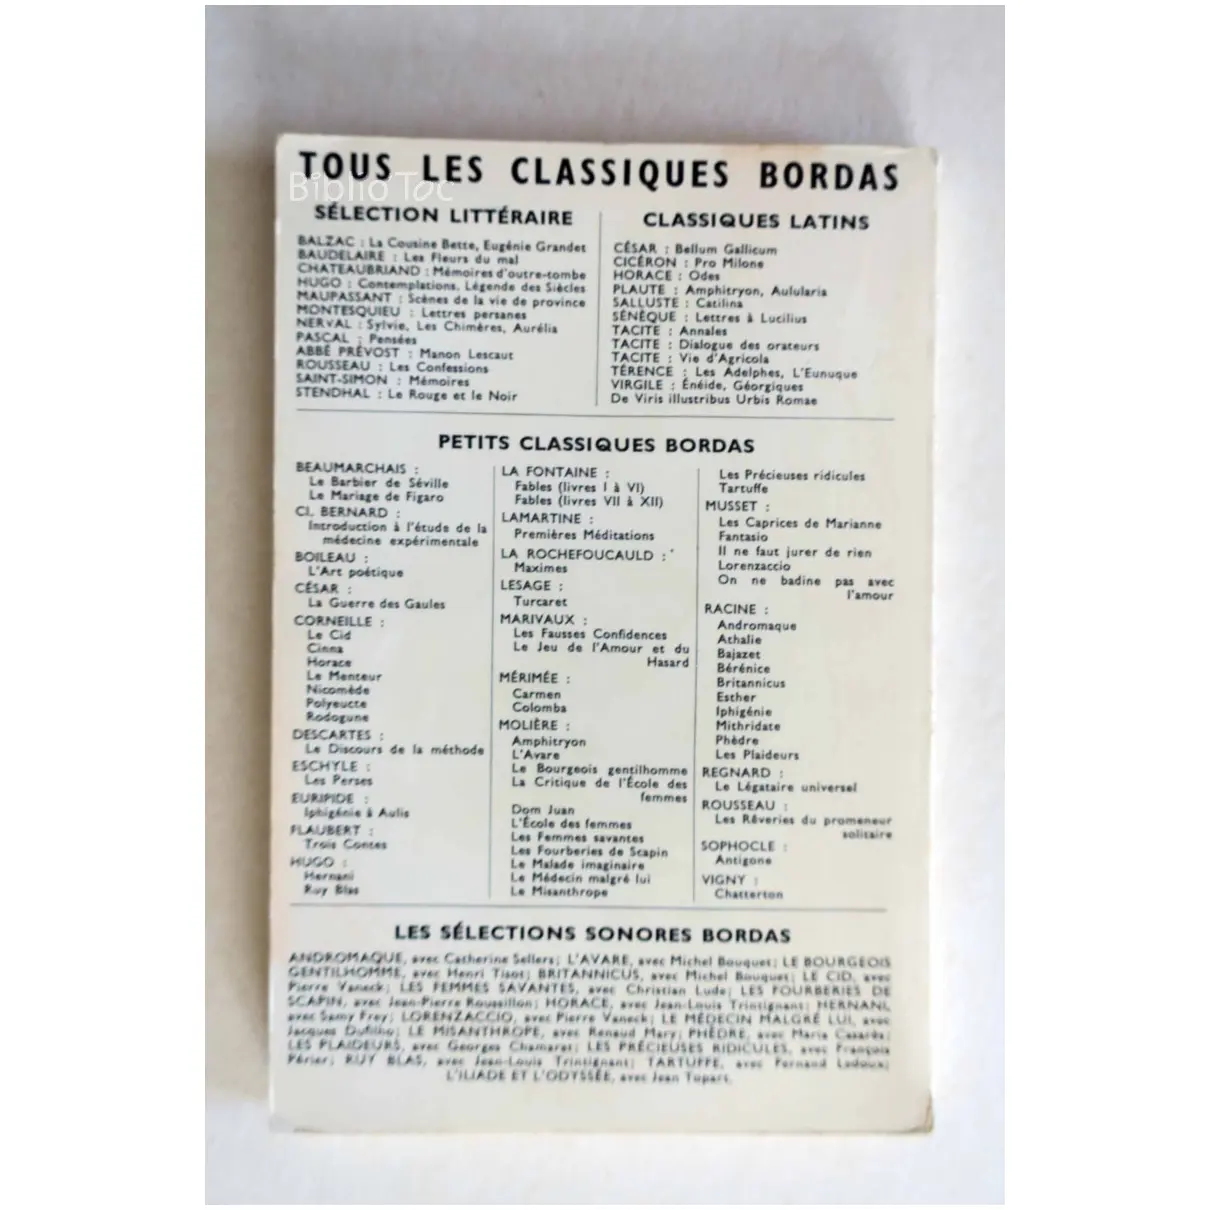 TOUS LES CLASSIQUES BORDAS
Biblio Toc
SÉLECTION LITTÉRAIRE
BALZAC : La Cousine Bette, Eugénie Grandet
BAUDELAIRE : Les Fleurs du mal
CHATEAUBRIAND : Mémoires d'outre-tombe
HUGO : Contemplations, Légende des Siècles
MAUPASSANT : Scènes de la vie de province
MONTESQUIEU : Lettres persanes
NERVAL : Sylvie, Les Chimères, Aurélia
PASCAL : Pensées
ABBÉ PRÉVOST : Manon Lescaut
ROUSSEAU : Les Confessions
SAINT-SIMON : Mémoires
STENDHAL : Le Rouge et le Noir
CLASSIQUES LATINS
CÉSAR : Bellum Gallicum
CICÉRON : Pro Milone
HORACE : Odes
PLAUTE : Amphitryon, Aulularia
SALLUSTE : Catilina
SÉNÈQUE : Lettres à Lucilius
TACITE : Annales
TACITE : Dialogue des orateurs
TACITE : Vie d'Agricola
TÉRENCE : Les Adelphes, L'Eunuque
VIRGILE : Énéide, Géorgiques
De Viris illustribus Urbis Romae
PETITS CLASSIQUES BORDAS
BEAUMARCHAIS :
Le Barbier de Séville
Le Mariage de Figaro
Cl. BERNARD :
Introduction à l'étude de la
médecine expérimentale
BOILEAU :
L'Art poétique
CÉSAR :
La Guerre des Gaules
CORNEILLE :
Le Cid
Cinna
Horace
Le Menteur
Nicomède
Polyeucte
Rodogune
DESCARTES :
Le Discours de la méthode
ESCHYLE :
Les Perses
EURIPIDE :
Iphigénie à Aulis
FLAUBERT :
Trois Contes
HUGO :
Hernani
Ruy Blas
LA FONTAINE :
Fables (livres I à VI)
Fables (livres VII à XII)
LAMARTINE :
Premières Méditations
LA ROCHEFOUCAULD :
Maximes
LESAGE :
Turcaret
MARIVAUX :
Les Fausses Confidences
Le Jeu de l'Amour et du
Hasard
MÉRIMÉE :
Carmen
Colomba
MOLIÈRE :
Amphitryon
L'Avare
Le Bourgeois gentilhomme
La Critique de l'École des
femmes
Dom Juan
L'École des femmes
Les Femmes savantes
Les Fourberies de Scapin
Le Malade imaginaire
Le Médecin malgré lui
Le Misanthrope
Les Précieuses ridicules
Tartuffe
MUSSET :
Les Caprices de Marianne
Fantasio
Il ne faut jurer de rien
Lorenzaccio
On ne badine pas avec
l'amour
RACINE :
Andromaque
Athalie
Bajazet
Bérénice
Britannicus
Esther
Iphigénie
Mithridate
Phèdre
Les Plaideurs
REGNARD :
Le Légataire universel
ROUSSEAU :
Les Rêveries du promeneur
solitaire
SOPHOCLE :
Antigone
VIGNY :
Chatterton
LES SÉLECTIONS SONORES BORDAS
ANDROMAQUE, avec Catherine Sellers; L'AVARE, avec Michel Bouquet; LE BOURGEOIS
GENTILHOMME, avec Henri Tisot; BRITANNICUS, avec Michel Bouquet; LE CID, avec
Pierre Vaneck; LES FEMMES SAVANTES, avec Christian Lude; LES FOURBERIES DE
SCAPIN, avec Jean-Pierre Roussillon; HORACE, avec Jean-Louis Trintignant; HERNANI,
avec Samy Frey; LORENZACCIO, avec Pierre Vaneck; LE MÉDECIN MALGRÉ LUI, avec
Jacques Dufilho; LE MISANTHROPE, avec Renaud Mary; PHÈDRE, avec Maria Casarès;
LES PLAIDEURS, avec Georges Chamarat; LES PRÉCIEUSES RIDICULES, avec François
Périer; RUY BLAS, avec Jean-Louis Trintignant; TARTUFFE, avec Fernand Ledoux;
L'ILIADE ET L'ODYSSÉE, avec Jean Topart.